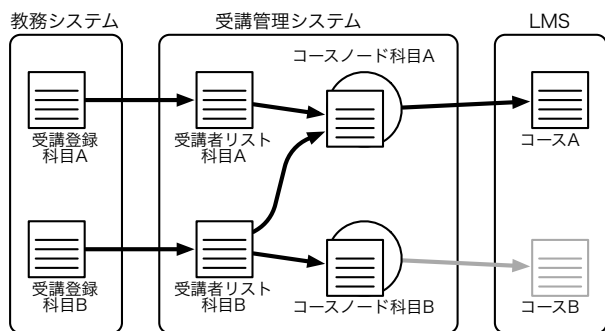 教務システム
受講管理システム
LMS
コースノード科目A
受講登録
科目A
受講者リスト
科目A
コースA
受講登録
科目B
受講者リスト
科目B
コースノード科目B
コースB